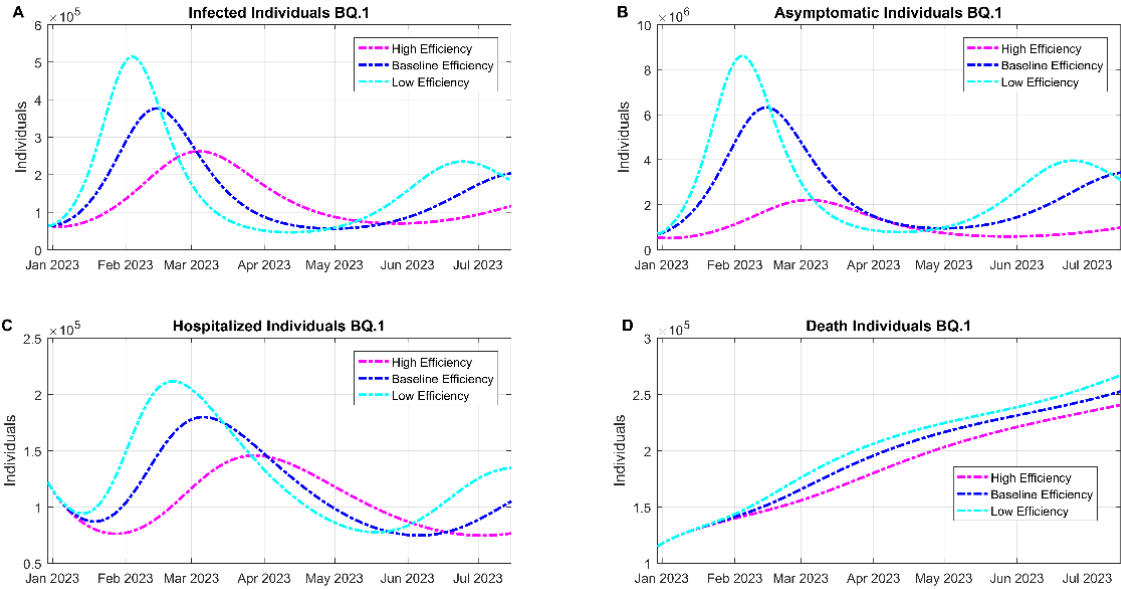 A
Infected Individuals BQ.1
× 10^5
6
5
4
3
2
1
0
Individuals
High Efficiency
Baseline Efficiency
Low Efficiency
Jan 2023 Feb 2023 Mar 2023 Apr 2023 May 2023 Jun 2023 Jul 2023
B
Asymptomatic Individuals BQ.1
× 10^6
10
8
6
4
2
0
Individuals
High Efficiency
Baseline Efficiency
Low Efficiency
Jan 2023 Feb 2023 Mar 2023 Apr 2023 May 2023 Jun 2023 Jul 2023
C
Hospitalized Individuals BQ.1
× 10^5
2.5
2
1.5
1
0.5
Individuals
High Efficiency
Baseline Efficiency
Low Efficiency
Jan 2023 Feb 2023 Mar 2023 Apr 2023 May 2023 Jun 2023 Jul 2023
D
Death Individuals BQ.1
× 10^5
3
2.5
2
1.5
1
Individuals
High Efficiency
Baseline Efficiency
Low Efficiency
Jan 2023 Feb 2023 Mar 2023 Apr 2023 May 2023 Jun 2023 Jul 2023